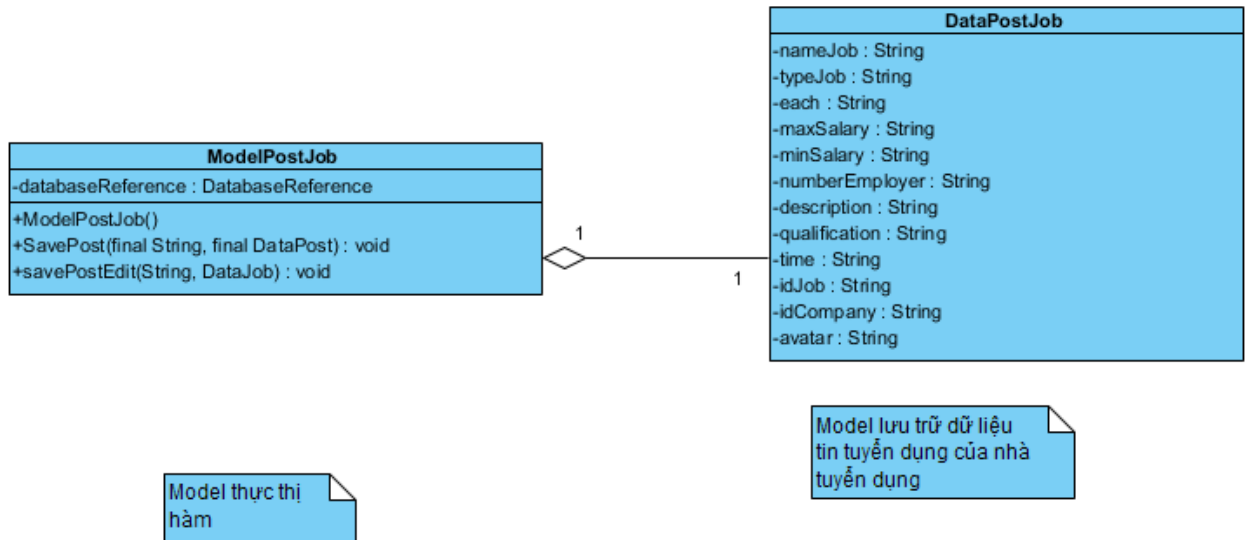 ModelPostJob
-databaseReference : DatabaseReference
+ModelPostJob()
+SavePost(final String, final DataPost) : void
+savePostEdit(String, DataJob) : void
1
1
DataPostJob
-nameJob : String
-typeJob : String
-each : String
-maxSalary : String
-minSalary : String
-numberEmployer : String
-description : String
-qualification : String
-time : String
-idJob : String
-idCompany : String
-avatar : String
Model lưu trữ dữ liệu
tin tuyển dụng của nhà
tuyển dụng
Model thực thị
hàm